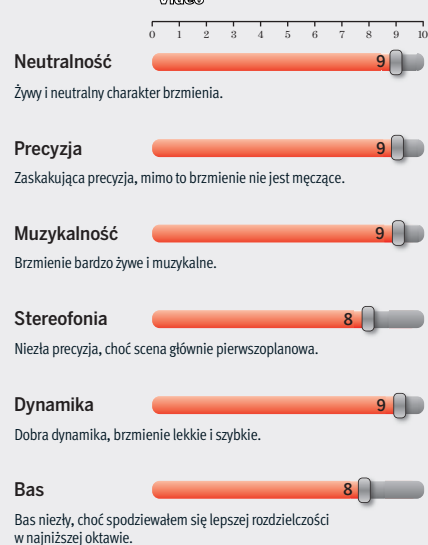 Video
0 1 2 3 4 5 6 7 8 9 10
Neutralność 9
Żywy i neutralny charakter brzmienia.
Precyzja 9
Zaskakująca precyzja, mimo to brzmienie nie jest męczące.
Muzykalność 9
Brzmienie bardzo żywe i muzykalne.
Stereofonia 8
Niezła precyzja, choć scena głównie pierwszoplanowa.
Dynamika 9
Dobra dynamika, brzmienie lekkie i szybkie.
Bas 8
Bas niezły, choć spodziewałem się lepszej rozdzielczości
w najniższej oktawie.